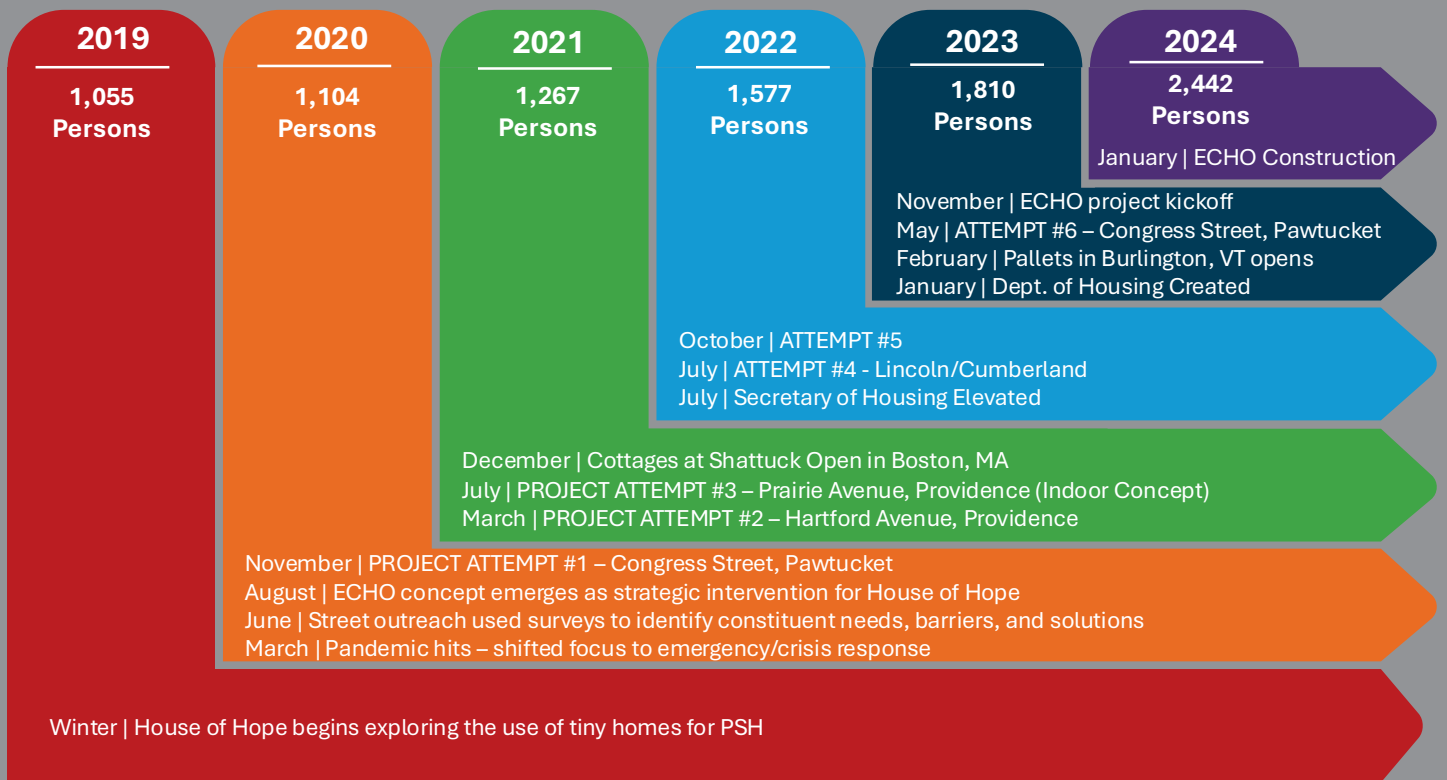 2019
1,055
Persons
2020
1,104
Persons
2021
1,267
Persons
2022
1,577
Persons
2023
1,810
Persons
2024
2,442
Persons
January | ECHO Construction
November | ECHO project kickoff
May | ATTEMPT #6 – Congress Street, Pawtucket
February | Pallets in Burlington, VT opens
January | Dept. of Housing Created
October | ATTEMPT #5
July | ATTEMPT #4 - Lincoln/Cumberland
July | Secretary of Housing Elevated
December | Cottages at Shattuck Open in Boston, MA
July | PROJECT ATTEMPT #3 – Prairie Avenue, Providence (Indoor Concept)
March | PROJECT ATTEMPT #2 – Hartford Avenue, Providence
November | PROJECT ATTEMPT #1 – Congress Street, Pawtucket
August | ECHO concept emerges as strategic intervention for House of Hope
June | Street outreach used surveys to identify constituent needs, barriers, and solutions
March | Pandemic hits – shifted focus to emergency/crisis response
Winter | House of Hope begins exploring the use of tiny homes for PSH